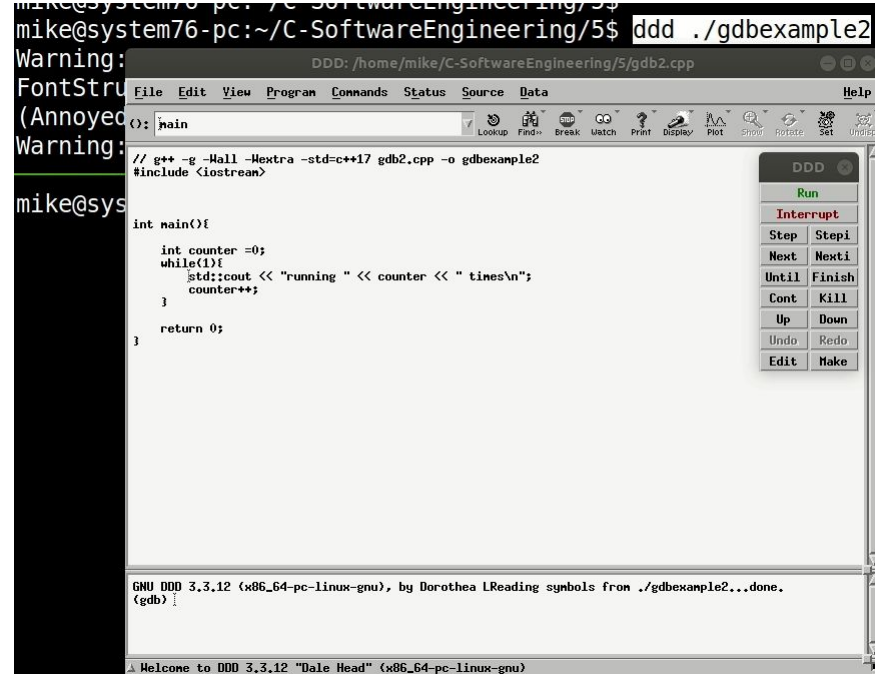 mike@system76-pc:~/C-SoftwareEngineering/5$
mike@system76-pc:~/C-SoftwareEngineering/5$ ddd ./gdbexample2
Warning:
FontStru
(Annoyed
Warning:
mike@sys
DDD: /home/mike/C-SoftwareEngineering/5/gdb2.cpp
File Edit View Program Commands Status Source Data Help
(): main
Lookup Find>> Break Watch Print Display Plot Show Rotate Set Undisp
// g++ -g -Wall -Wextra -std=c++17 gdb2.cpp -o gdbexample2
#include <iostream>
int main(){
int counter =0;
while(1){
std::cout << "running " << counter << " times\n";
counter++;
}
return 0;
}
DDD
Run
Interrupt
Step Stepi
Next Nexti
Until Finish
Cont Kill
Up Down
Undo Redo
Edit Make
GNU DDD 3.3.12 (x86_64-pc-linux-gnu), by Dorothea LReading symbols from ./gdbexample2...done.
(gdb)
Welcome to DDD 3.3.12 "Dale Head" (x86_64-pc-linux-gnu)